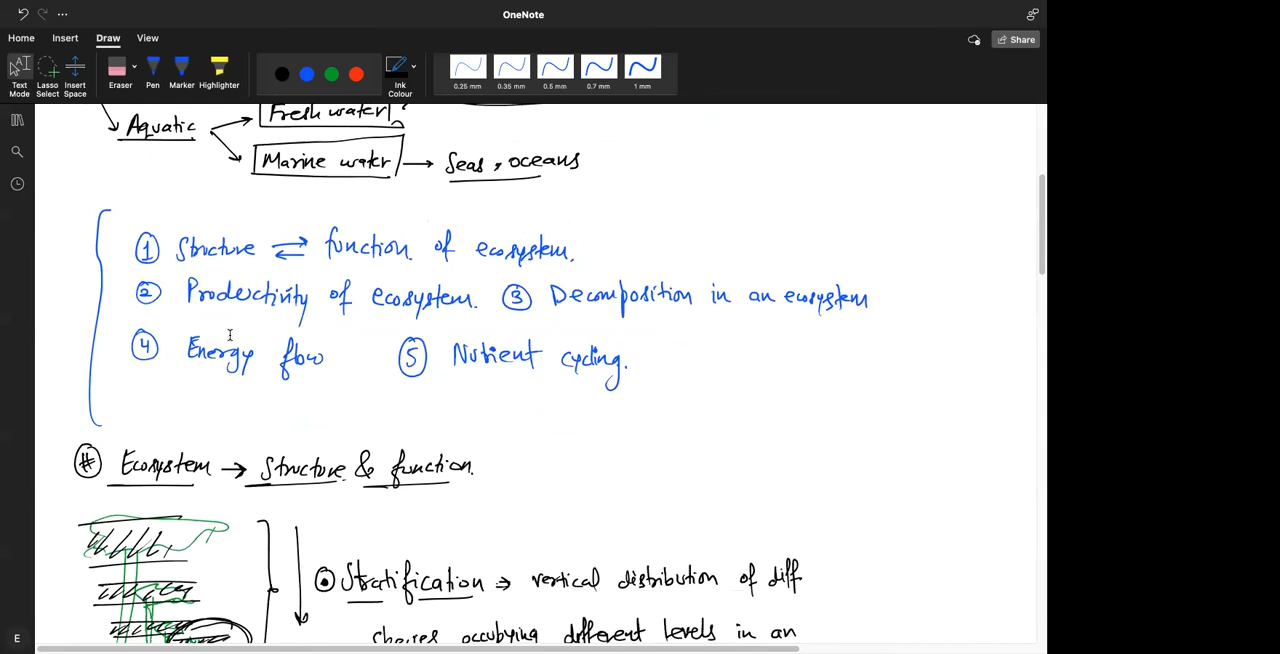 OneNote
Home Insert Draw View
Share
Text Mode Lasso Select Insert Space Eraser Pen Marker Highlighter Ink Colour 0.25 mm 0.35 mm 0.5 mm 0.7 mm 1 mm
Fresh water
Aquatic
Marine water → Seas, oceans
① Structure ⇌ function of ecosystem.
② Productivity of ecosystem. ③ Decomposition in an ecosystem
④ Energy flow ⑤ Nutrient cycling.
# Ecosystem → Structure & function.
Stratification ⇒ vertical distribution of diff
species occupying different levels in an
E